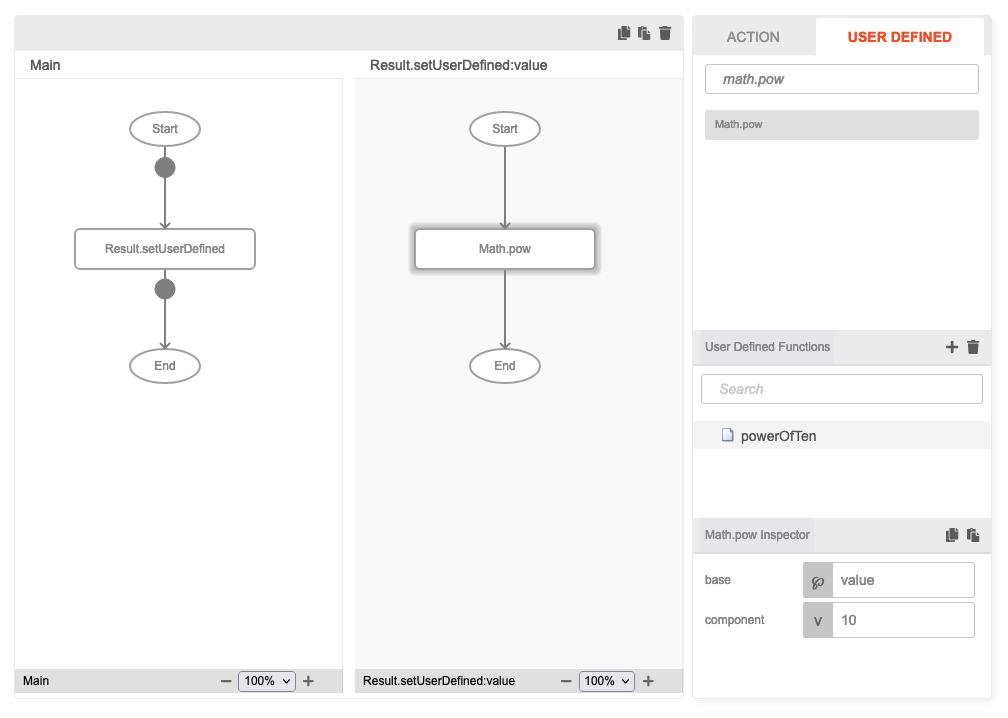 Main
Start
Result.setUserDefined
End
Main
100%
Result.setUserDefined:value
Start
Math.pow
End
Result.setUserDefined:value
100%
ACTION
USER DEFINED
math.pow
Math.pow
User Defined Functions
Search
powerOfTen
Math.pow Inspector
base
℘ value
component
v 10